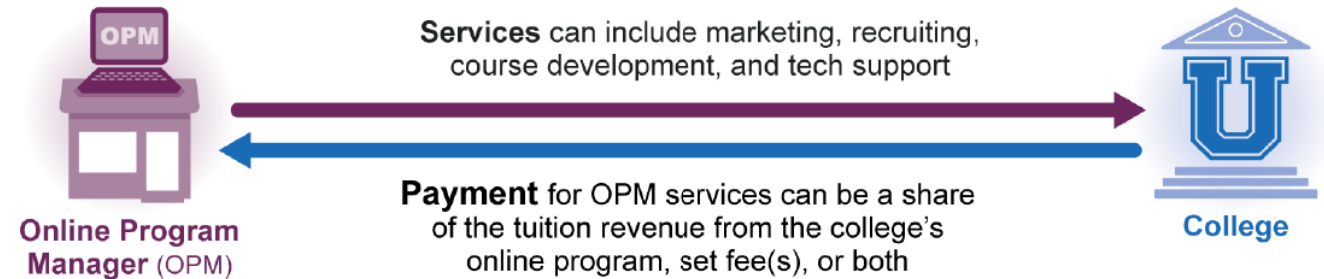 OPM
Services can include marketing, recruiting,
course development, and tech support
U
Payment for OPM services can be a share
of the tuition revenue from the college's
online program, set fee(s), or both
Online Program
Manager (OPM)
College